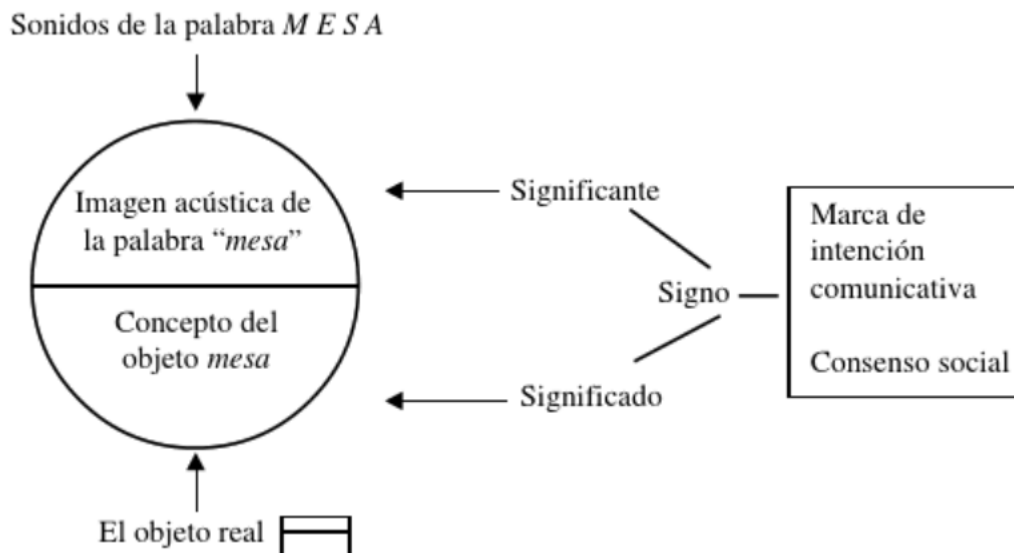 Sonidos de la palabra M E S A
Imagen acústica de
la palabra “mesa”
Concepto del
objeto mesa
El objeto real
Significante
Signo
Significado
Marca de
intención
comunicativa
Consenso social